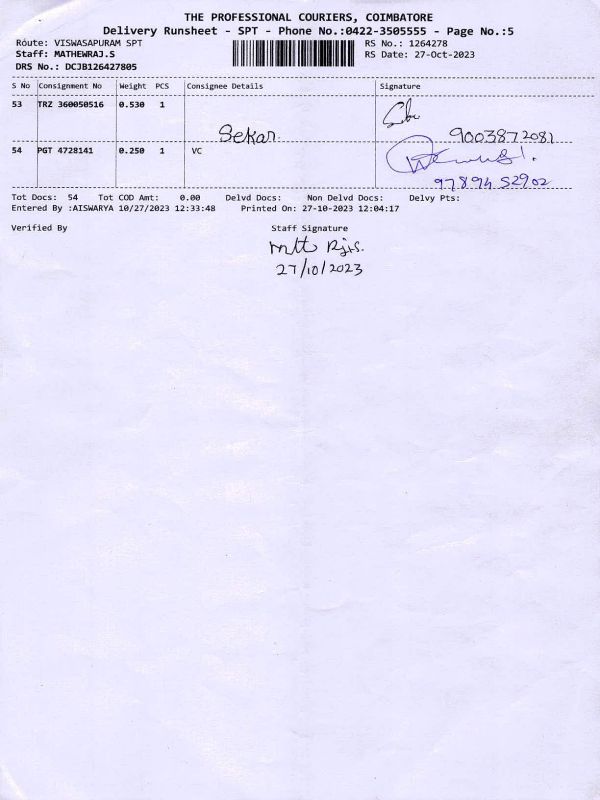 THE PROFESSIONAL COURIERS, COIMBATORE
Delivery Runsheet - SPT - Phone No.:0422-3505555 - Page No.:5
Route: VISWASAPURAM SPT RS No.: 1264278
Staff: MATHEWRAJ.S RS Date: 27-Oct-2023
DRS No.: DCJB126427805
S No Consignment No Weight PCS Consignee Details Signature
53 TRZ 360050516 0.530 1
Sekar. 9003872081
54 PGT 4728141 0.250 1 VC
97894 52902
Tot Docs: 54 Tot COD Amt: 0.00 Delvd Docs: Non Delvd Docs: Delvy Pts:
Entered By :AISWARYA 10/27/2023 12:33:48 Printed On: 27-10-2023 12:04:17
Verified By Staff Signature
27/10/2023